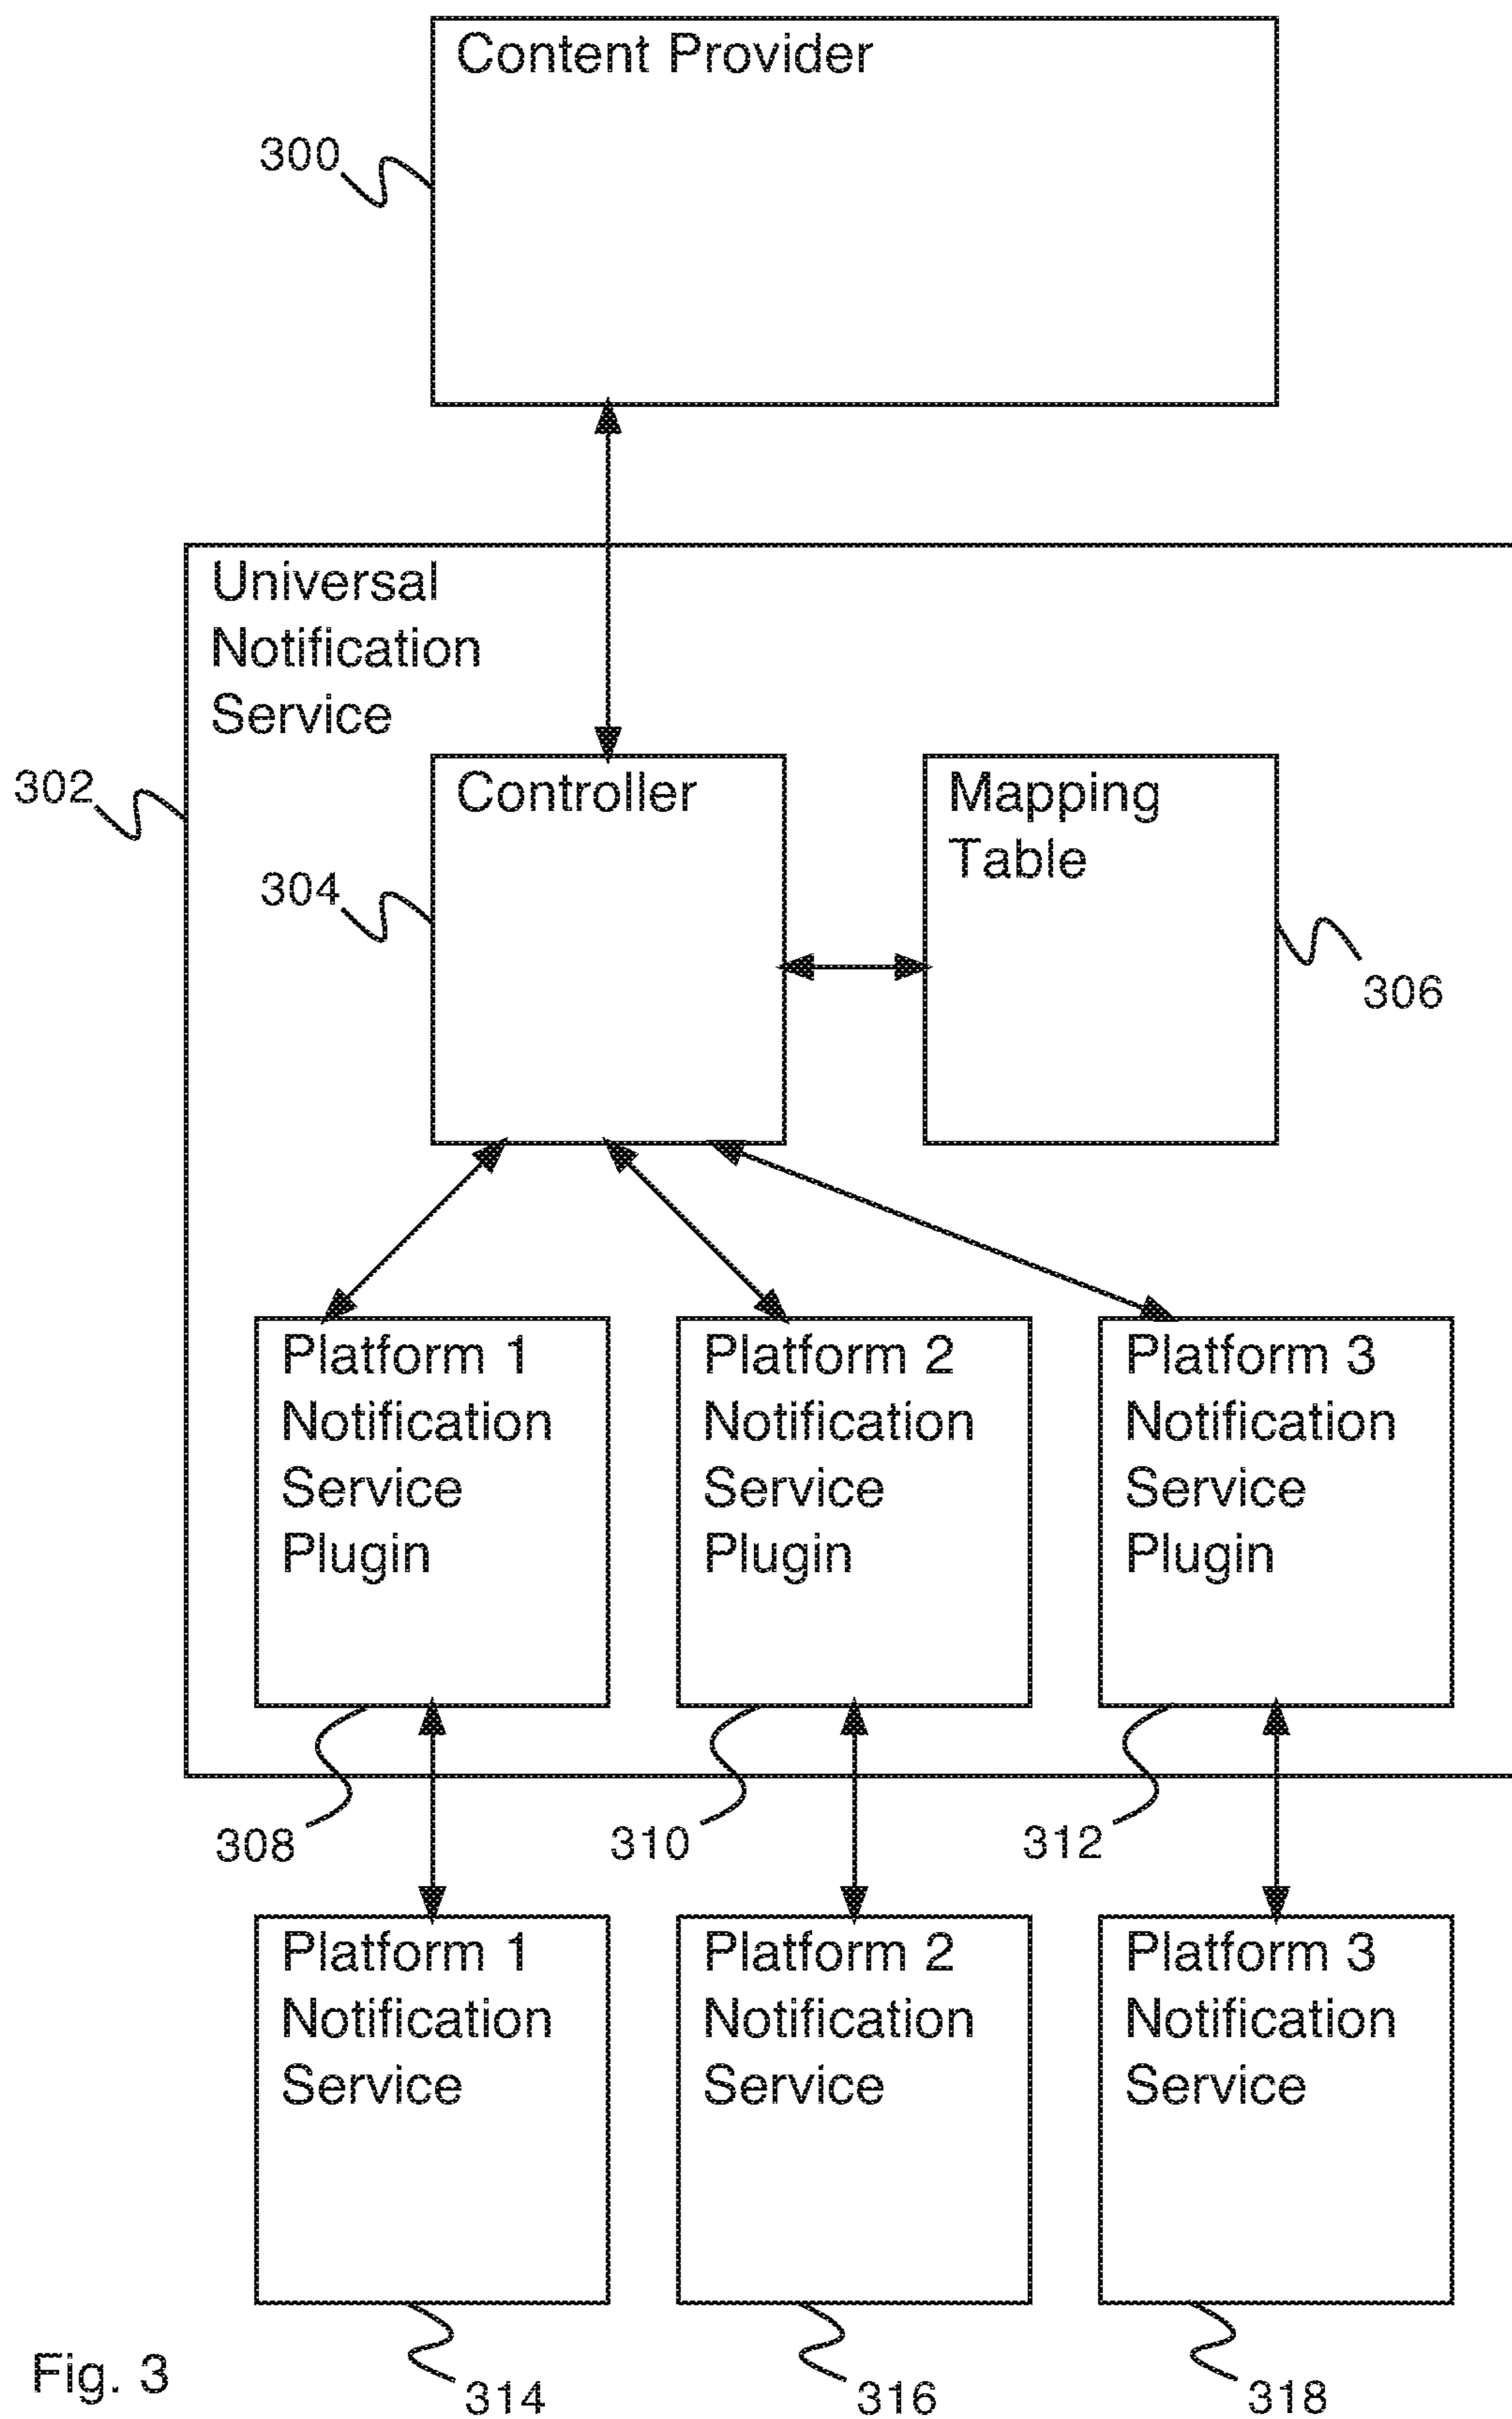 Content Provider
300
Universal
Notification
Service
302
Controller
Mapping
Table
304
306
Platform 1
Notification
Service
Plugin
Platform 2
Notification
Service
Plugin
Platform 3
Notification
Service
Plugin
308
310
312
Platform 1
Notification
Service
Platform 2
Notification
Service
Platform 3
Notification
Service
Fig. 3
314
316
318